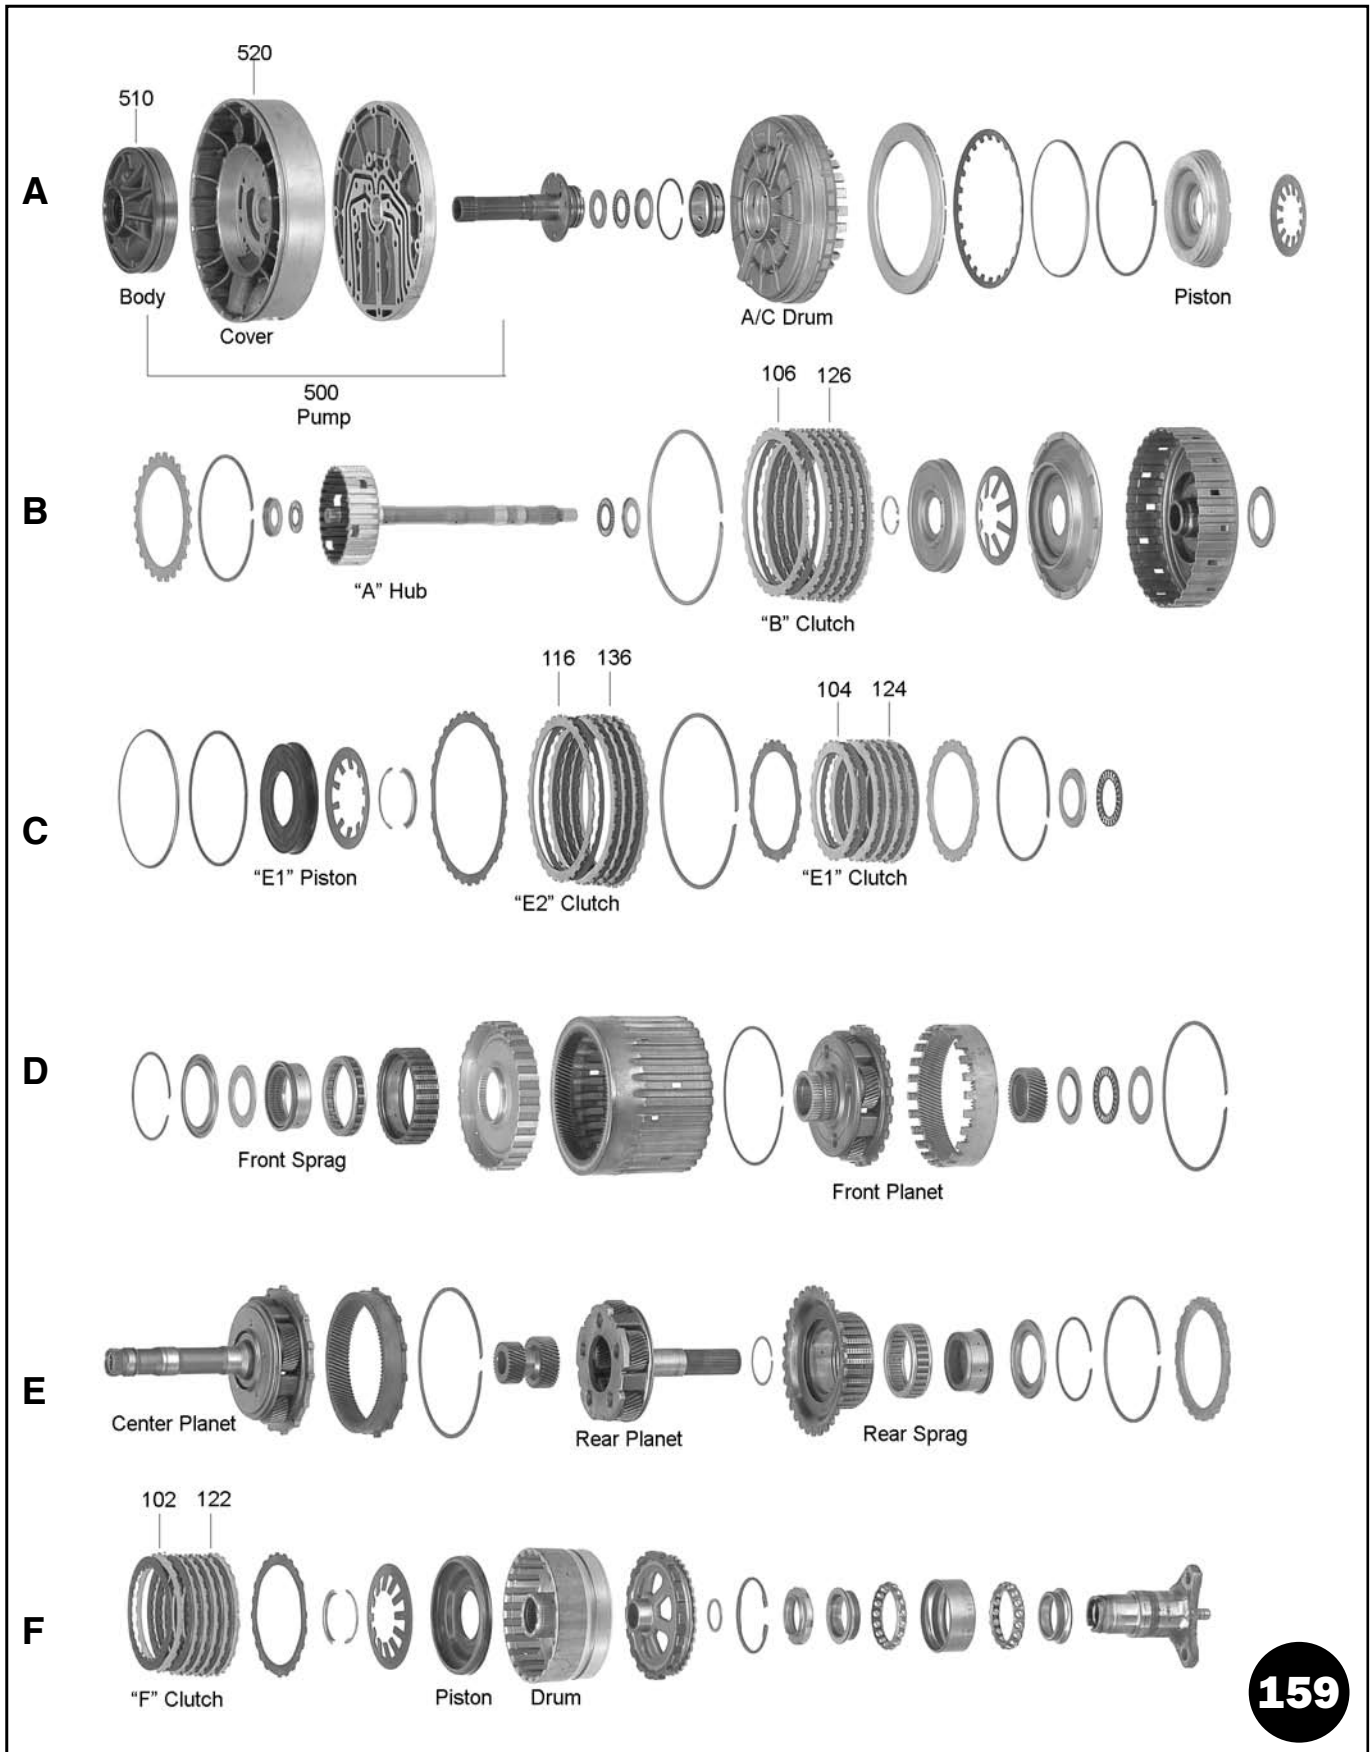 520
510
A
Body
Cover
A/C Drum
Piston
500
Pump
106 126
B
"A" Hub
"B" Clutch
116 136
104 124
C
"E1" Piston
"E1" Clutch
"E2" Clutch
D
Front Sprag
Front Planet
E
Center Planet
Rear Planet
Rear Sprag
102 122
F
"F" Clutch
Piston
Drum
159